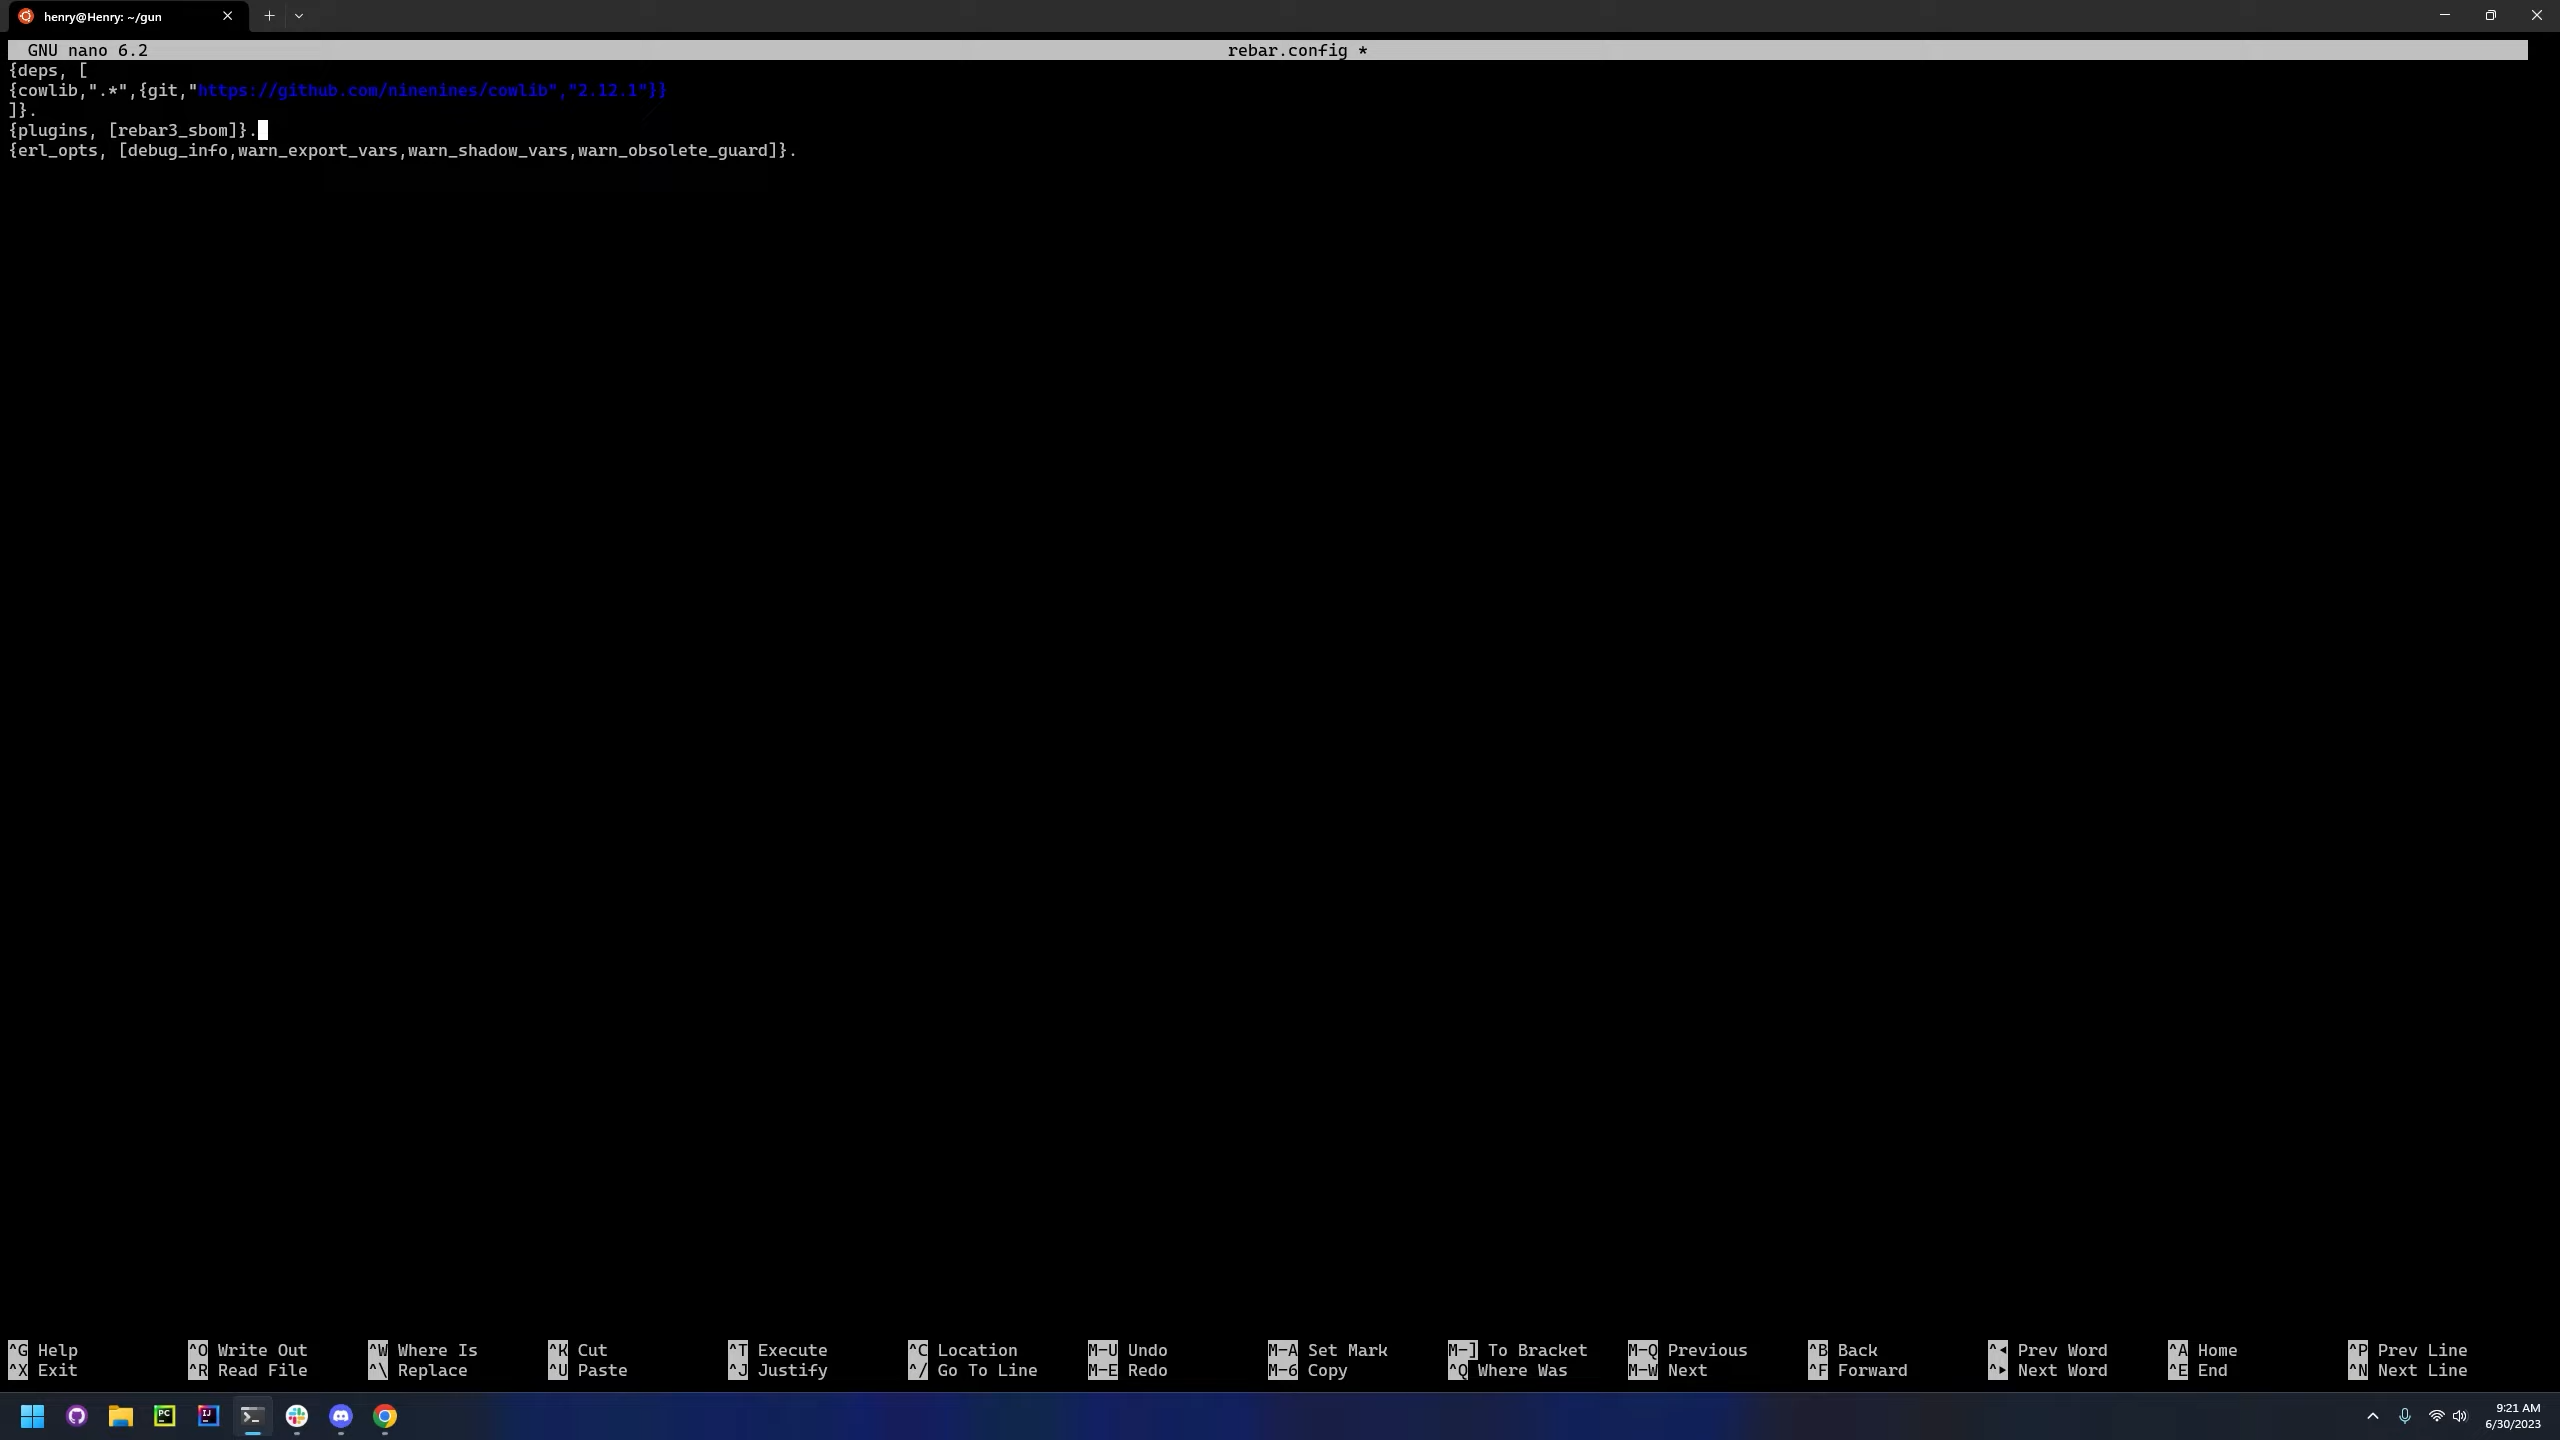 henry@Henry: ~/gun
GNU nano 6.2 rebar.config *
{deps, [
{cowlib,".*",{git,"https://github.com/ninenines/cowlib","2.12.1"}}
]}.
{plugins, [rebar3_sbom]}.
{erl_opts, [debug_info,warn_export_vars,warn_shadow_vars,warn_obsolete_guard]}.
^G Help ^O Write Out ^W Where Is ^K Cut ^T Execute ^C Location M-U Undo M-A Set Mark M-] To Bracket M-Q Previous ^B Back ^◂ Prev Word ^A Home ^P Prev Line
^X Exit ^R Read File ^\ Replace ^U Paste ^J Justify ^/ Go To Line M-E Redo M-6 Copy ^Q Where Was M-W Next ^F Forward ^▸ Next Word ^E End ^N Next Line
PC
IJ
9:21 AM
6/30/2023